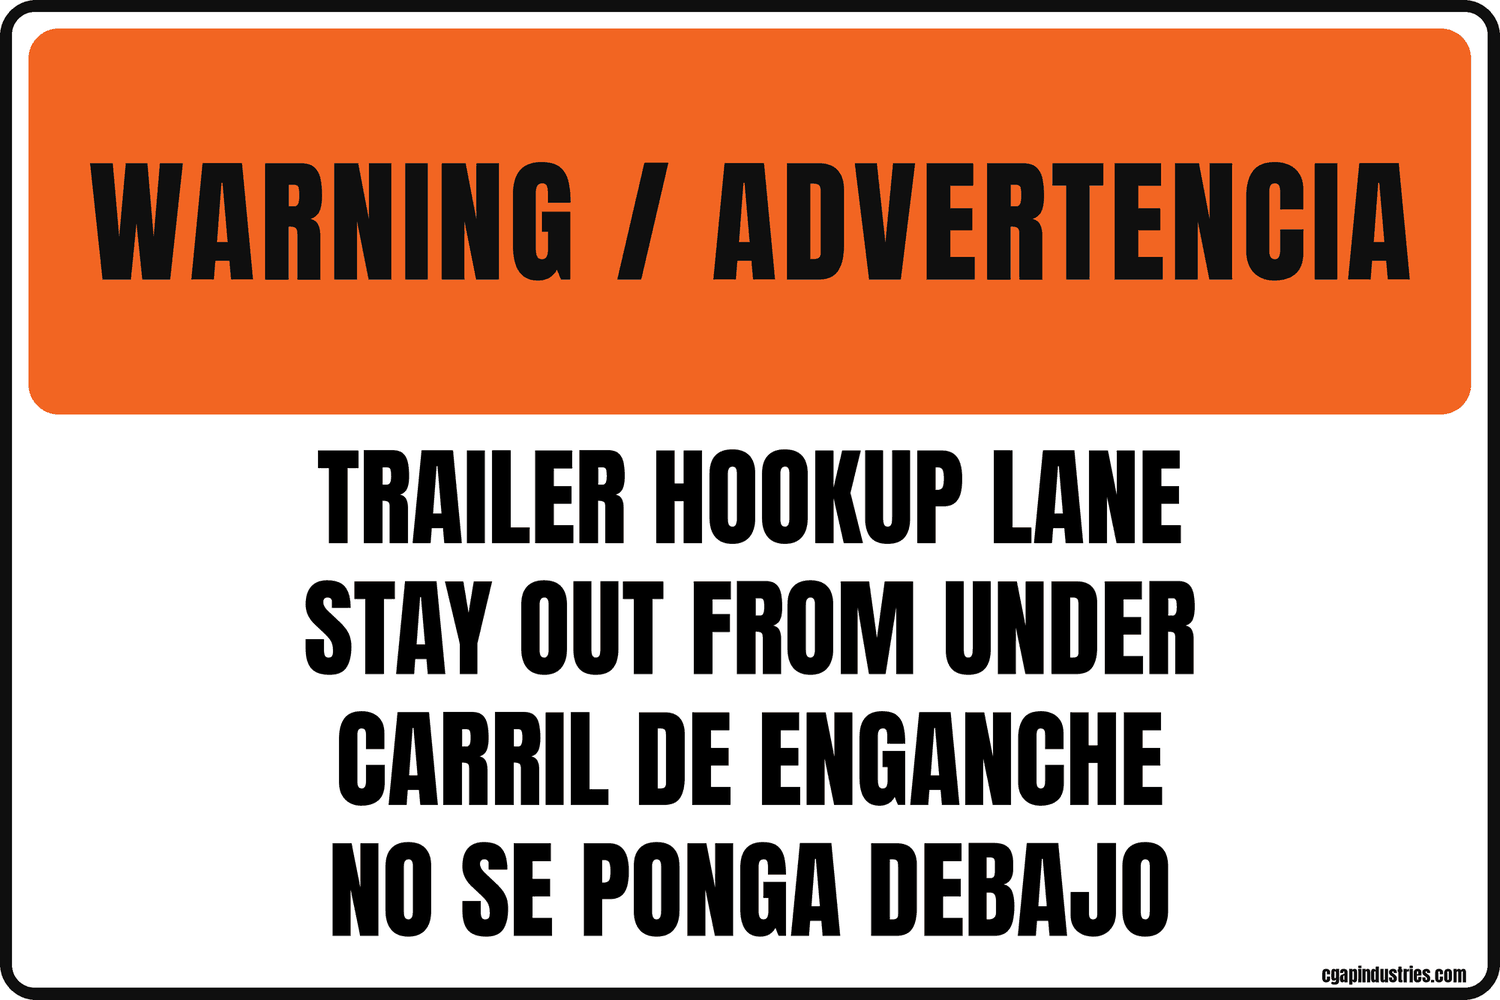 WARNING / ADVERTENCIA
TRAILER HOOKUP LANE
STAY OUT FROM UNDER
CARRIL DE ENGANCHE
NO SE PONGA DEBAJO
cgapindustries.com